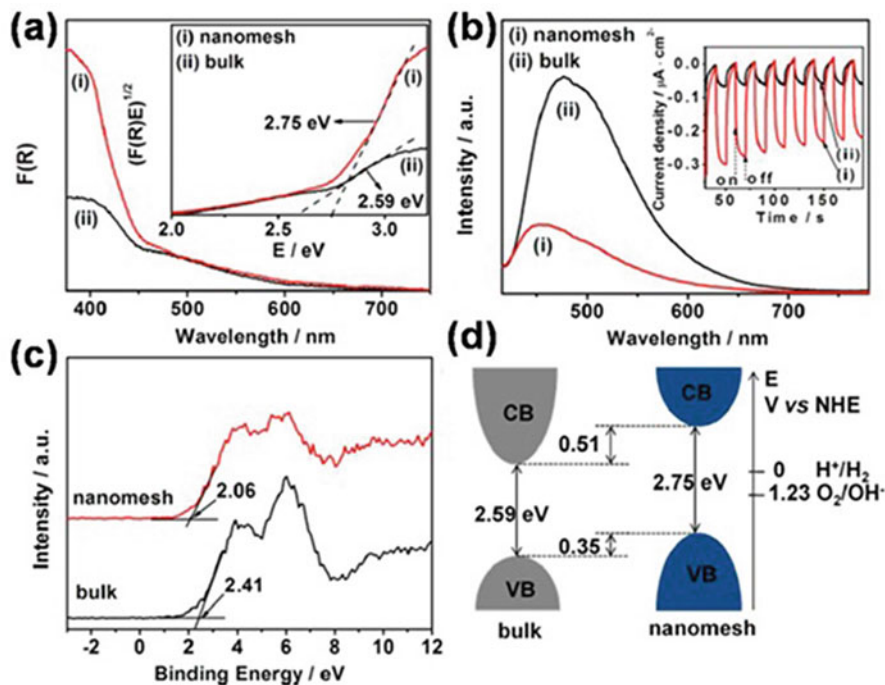 (a)
(i) nanomesh
(ii) bulk
(i)
(i)
(F(R)E)^1/2
2.75 eV
(ii)
2.59 eV
F(R)
(ii)
2.0 2.5 3.0
E / eV
400 500 600 700
Wavelength / nm
(b)
(i) nanomesh
(ii) bulk
(ii)
(i)
Intensity / a.u.
500 600 700
Wavelength / nm
0.0
-0.1
-0.2
-0.3
on off
(ii)
(i)
50 100 150
Time / s
(c)
Intensity / a.u.
nanomesh
2.06
bulk
2.41
-2 0 2 4 6 8 10 12
Binding Energy / eV
(d)
CB CB
E
V vs NHE
0.51
0 H+/H2
2.59 eV 2.75 eV
1.23 O2/OH-
0.35
VB VB
bulk nanomesh